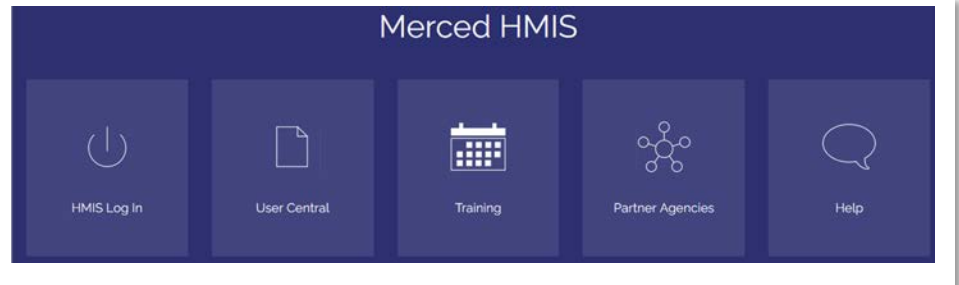 Merced HMIS
HMIS Log In
User Central
Training
Partner Agencies
Help